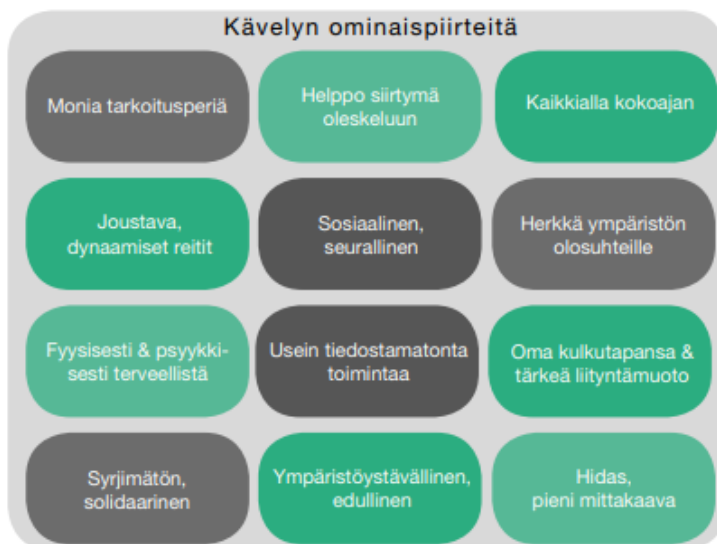 Kävelyn ominaispiirteitä
Monia tarkoitusperiä
Helppo siirtymä
oleskeluun
Kaikkialla kokoajan
Joustava,
dynaamiset reitit
Sosiaalinen,
seurallinen
Herkkä ympäristön
olosuhteille
Fyysisesti & psyykki-
sesti terveellistä
Usein tiedostamatonta
toimintaa
Oma kulkutapansa &
tärkeä liityntämuoto
Syrjimätön,
solidaarinen
Ympäristöystävällinen,
edullinen
Hidas,
pieni mittakaava